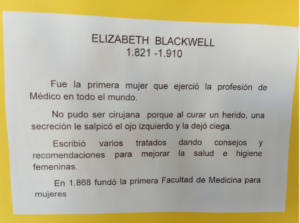 ELIZABETH BLACKWELL
1.821 -1.910
Fue la primera mujer que ejerció la profesión de
Médico en todo el mundo.
No pudo ser cirujana porque al curar un herido, una
secreción le salpicó el ojo izquierdo y la dejó ciega.
Escribió varios tratados dando consejos y
recomendaciones para mejorar la salud e higiene
femeninas.
En 1.868 fundó la primera Facultad de Medicina para
mujeres